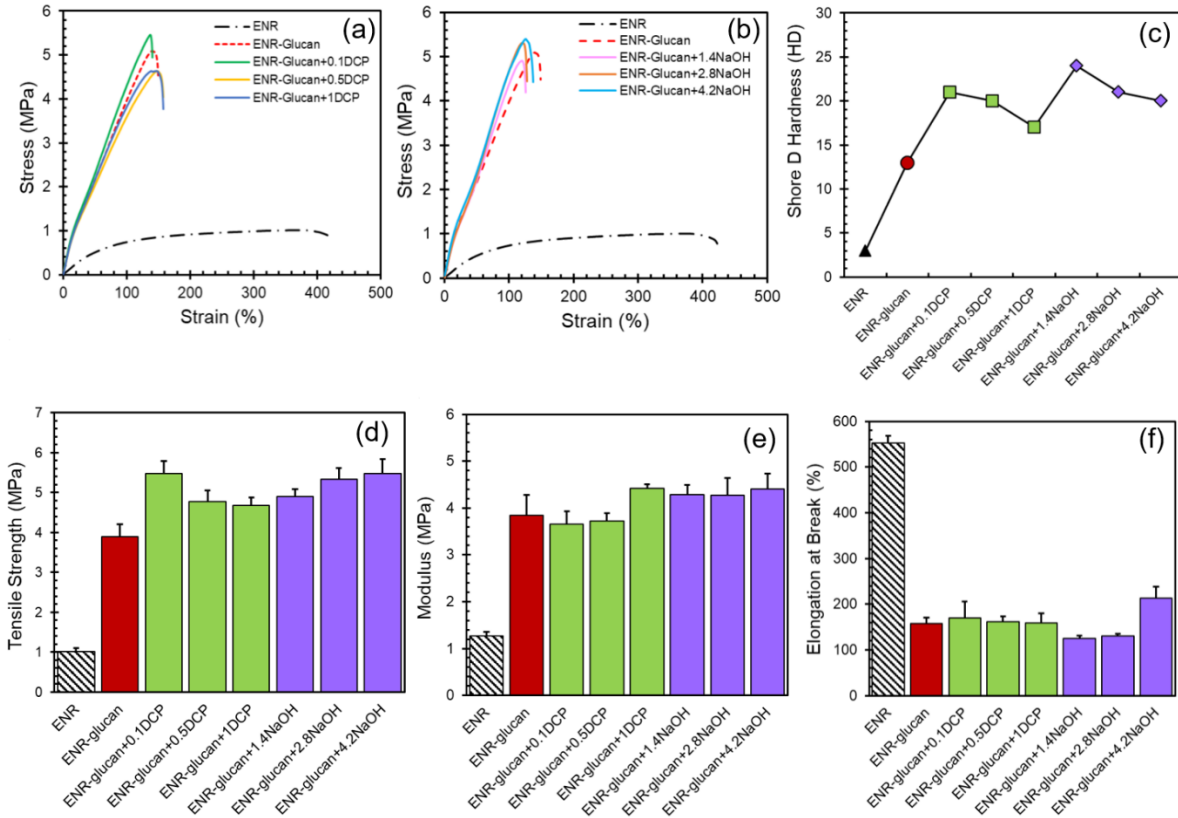 (a)
ENR
ENR-Glucan
ENR-Glucan+0.1DCP
ENR-Glucan+0.5DCP
ENR-Glucan+1DCP
Stress (MPa)
6
5
4
3
2
1
0
0 100 200 300 400 500
Strain (%)
(b)
ENR
ENR-Glucan
ENR-Glucan+1.4NaOH
ENR-Glucan+2.8NaOH
ENR-Glucan+4.2NaOH
Stress (MPa)
6
5
4
3
2
1
0
0 100 200 300 400 500
Strain (%)
(c)
Shore D Hardness (HD)
30
25
20
15
10
5
0
ENR
ENR-glucan
ENR-glucan+0.1DCP
ENR-glucan+0.5DCP
ENR-glucan+1DCP
ENR-glucan+1.4NaOH
ENR-glucan+2.8NaOH
ENR-glucan+4.2NaOH
(d)
Tensile Strength (MPa)
7
6
5
4
3
2
1
0
ENR
ENR-glucan
ENR-glucan+0.1DCP
ENR-glucan+0.5DCP
ENR-glucan+1DCP
ENR-glucan+1.4NaOH
ENR-glucan+2.8NaOH
ENR-glucan+4.2NaOH
(e)
Modulus (MPa)
6
5
4
3
2
1
0
ENR
ENR-glucan
ENR-glucan+0.1DCP
ENR-glucan+0.5DCP
ENR-glucan+1DCP
ENR-glucan+1.4NaOH
ENR-glucan+2.8NaOH
ENR-glucan+4.2NaOH
(f)
Elongation at Break (%)
600
500
400
300
200
100
0
ENR
ENR-glucan
ENR-glucan+0.1DCP
ENR-glucan+0.5DCP
ENR-glucan+1DCP
ENR-glucan+1.4NaOH
ENR-glucan+2.8NaOH
ENR-glucan+4.2NaOH